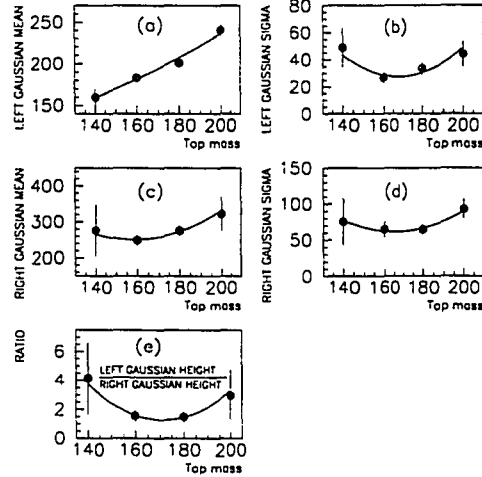 LEFT GAUSSIAN MEAN
250
200
150
(a)
140 160 180 200
Top mass
LEFT GAUSSIAN SIGMA
80
60
40
20
0
(b)
140 160 180 200
Top mass
RIGHT GAUSSIAN MEAN
400
300
200
(c)
140 160 180 200
Top mass
RIGHT GAUSSIAN SIGMA
150
100
50
0
(d)
140 160 180 200
Top mass
RATIO
6
4
2
0
(e)
LEFT GAUSSIAN HEIGHT
RIGHT GAUSSIAN HEIGHT
140 160 180 200
Top mass